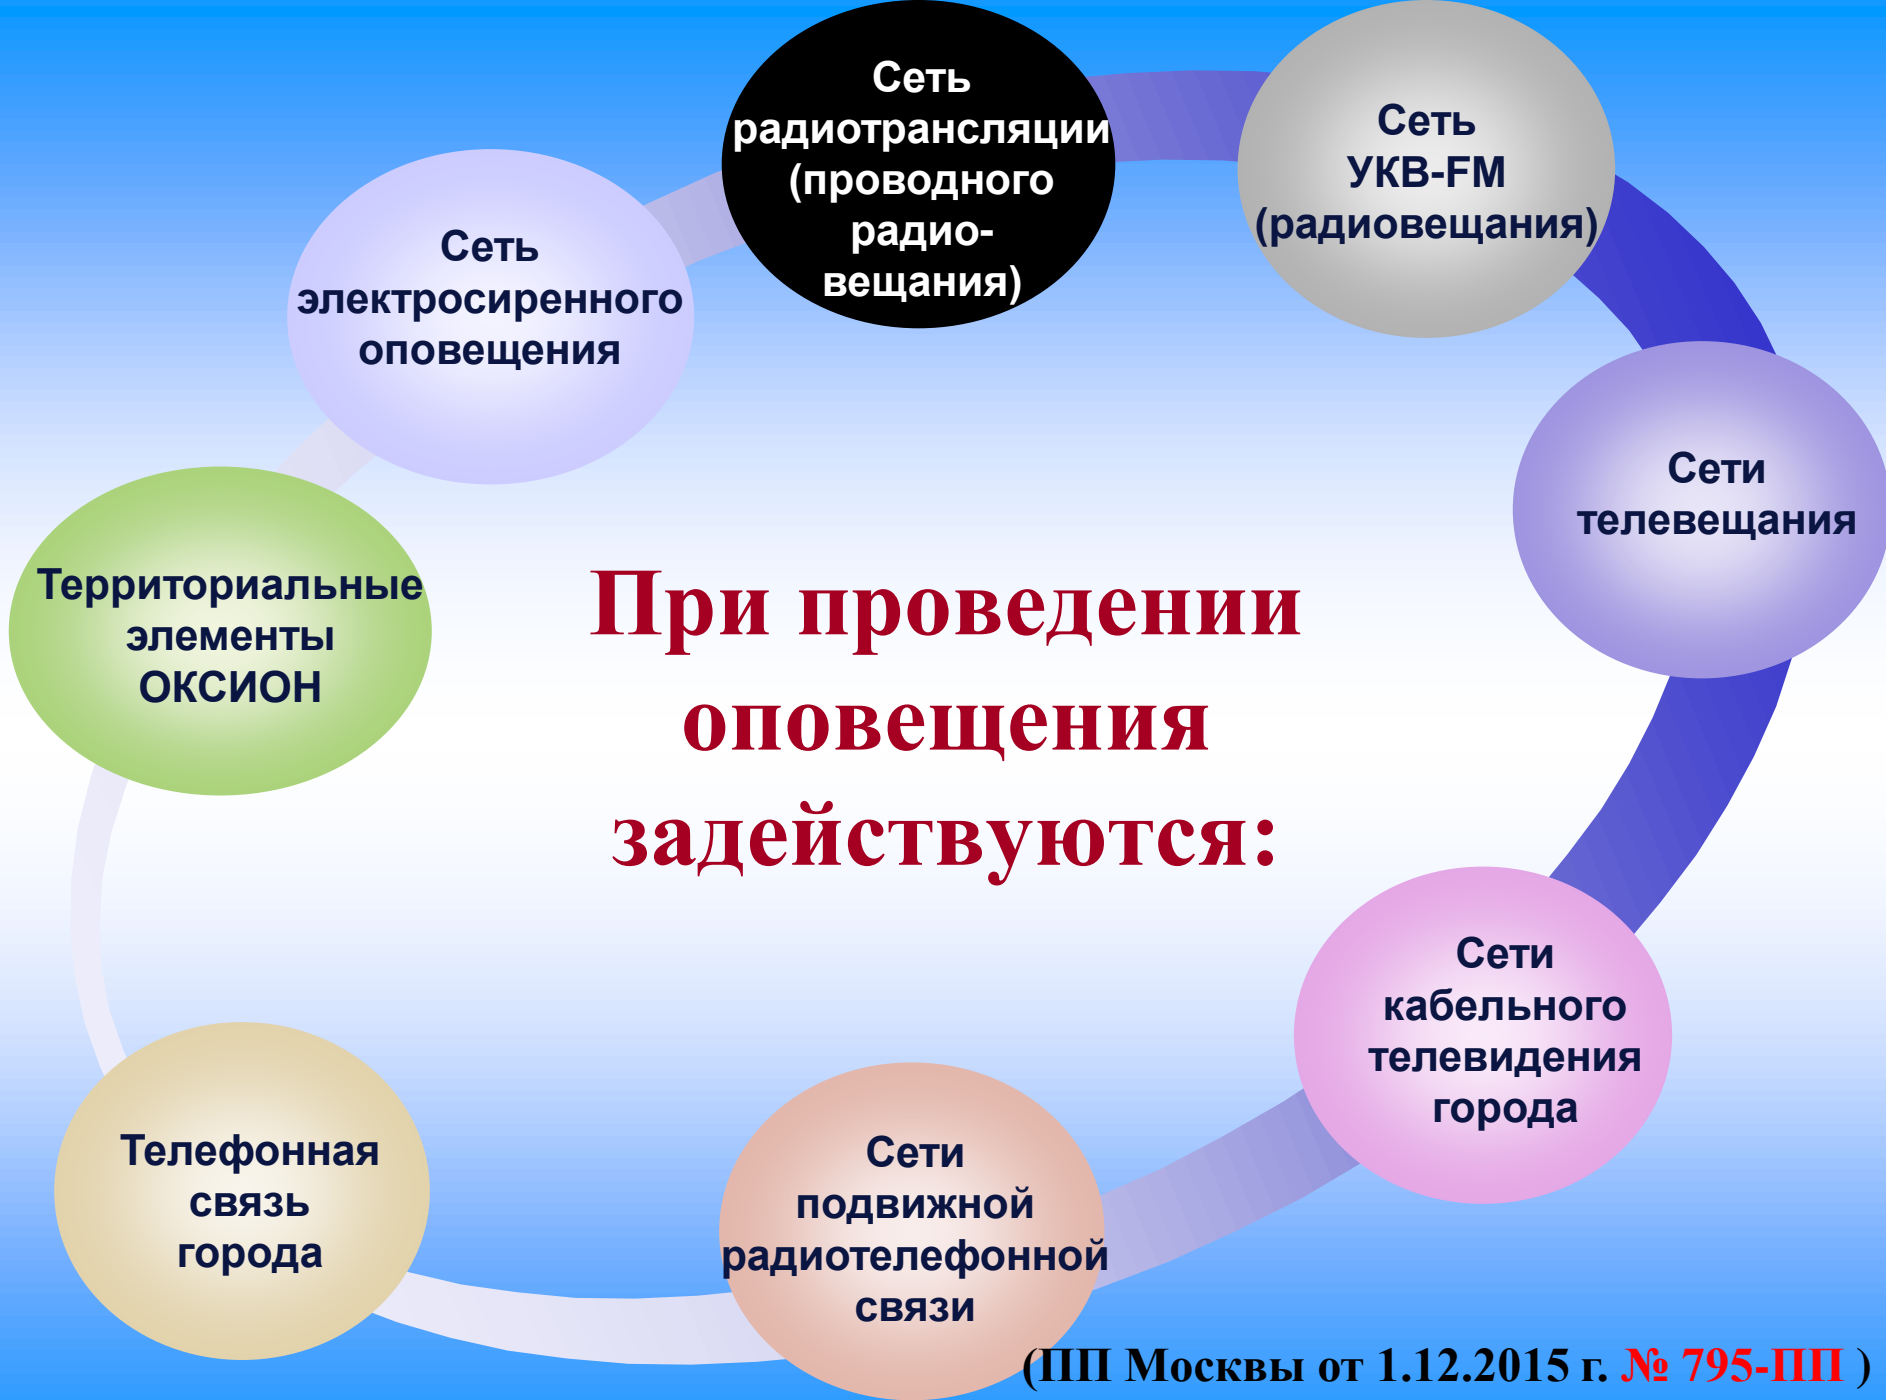 При проведении
оповещения
задействуются:
Сеть
радиотрансляции
(проводного
радио-
вещания)
Сеть
УКВ-FM
(радиовещания)
Сети
телевещания
Сети
кабельного
телевидения
города
Сети
подвижной
радиотелефонной
связи
Телефонная
связь
города
Территориальные
элементы
ОКСИОН
Сеть
электросиренного
оповещения
(ПП Москвы от 1.12.2015 г. № 795-ПП )